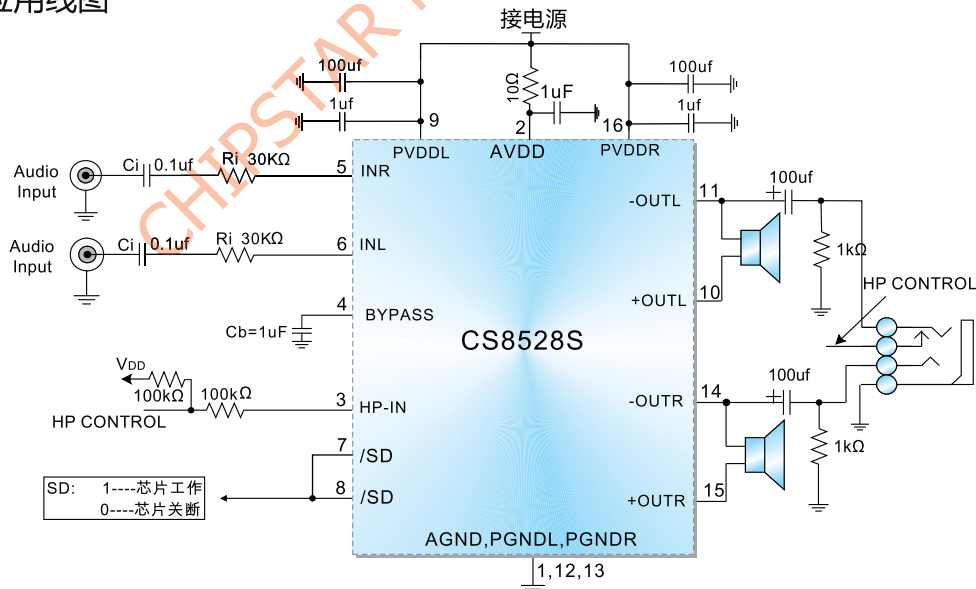 应用线图
CHIPSTAR
接电源
100uf
1uf
9
10Ω
1uF
2
16
100uf
1uf
PVDDL
AVDD
PVDDR
Audio
Input
Ci
0.1uf
Ri 30KΩ
5
INR
Audio
Input
Ci
0.1uf
Ri 30KΩ
6
INL
4
BYPASS
Cb=1uF
VDD
100kΩ
100kΩ
HP CONTROL
3
HP-IN
7
/SD
8
/SD
SD: 1----芯片工作
0----芯片关断
CS8528S
-OUTL
11
+
100uf
1kΩ
+OUTL
10
HP CONTROL
-OUTR
14
+
100uf
1kΩ
+OUTR
15
AGND,PGNDL,PGNDR
1,12,13